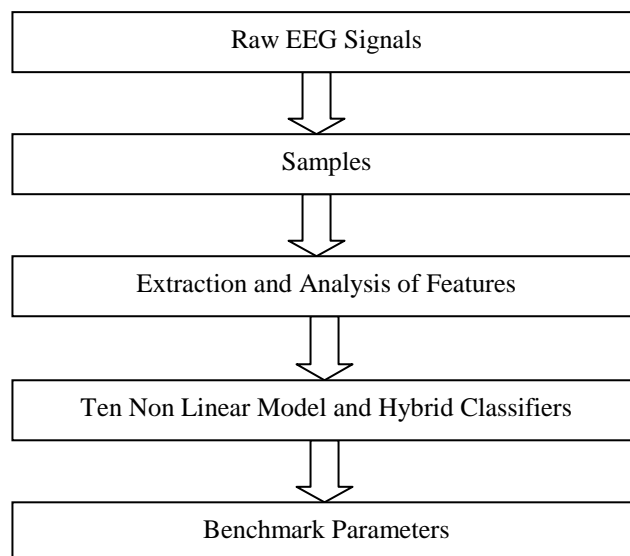 Raw EEG Signals
Samples
Extraction and Analysis of Features
Ten Non Linear Model and Hybrid Classifiers
Benchmark Parameters